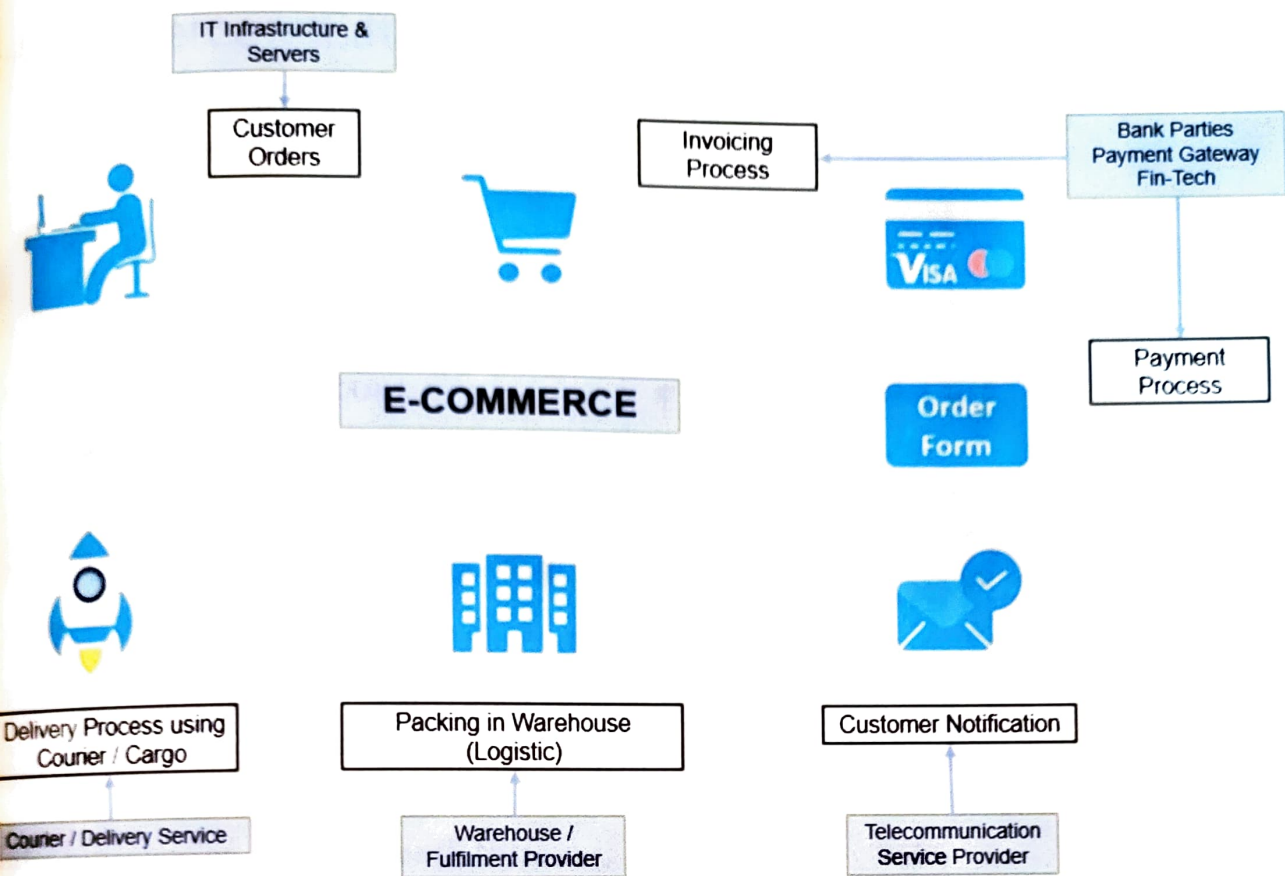 IT Infrastructure &
Servers
Customer
Orders
Invoicing
Process
Bank Parties
Payment Gateway
Fin-Tech
VISA
Payment
Process
E-COMMERCE
Order
Form
Delivery Process using
Courier / Cargo
Packing in Warehouse
(Logistic)
Customer Notification
Courier / Delivery Service
Warehouse /
Fulfilment Provider
Telecommunication
Service Provider